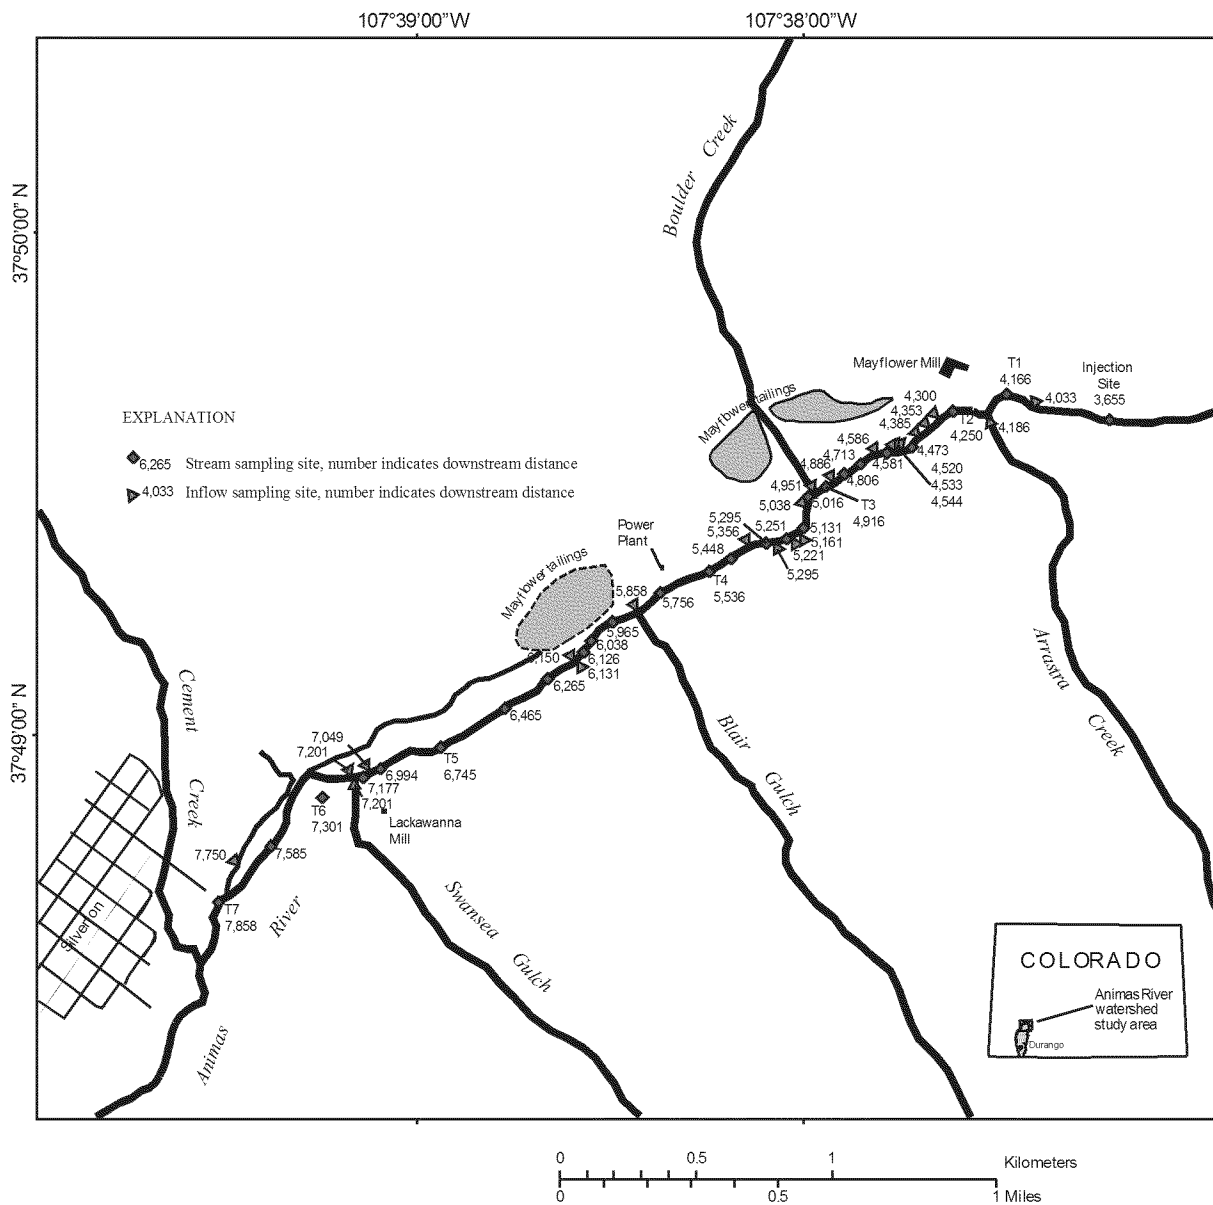 107°39'00"W
107°38'00"W
37°50'00" N
37°49'00" N
Boulder
Creek
Mayflower Mill
T1
4,166
Injection
Site
3,655
4,033
Mayflower tailings
Mayflower tailings
4,300
4,353
4,385
T2
4,250
4,186
4,586
4,713
4,886
4,473
4,581
4,806
4,520
4,533
4,544
4,951
5,038
5,016
T3
4,916
EXPLANATION
6,265 Stream sampling site, number indicates downstream distance
4,033 Inflow sampling site, number indicates downstream distance
Power
Plant
5,295
5,356
5,251
5,131
5,161
5,221
5,295
5,448
T4
5,536
Mayflower tailings
5,858
5,756
5,965
6,038
6,150
6,126
6,131
6,265
6,465
Arrastra
Creek
Cement
Creek
Blair
Gulch
7,049
7,201
T5
6,745
6,994
7,177
7,201
T6
7,301
Lackawanna
Mill
7,750
7,585
T7
7,858
Silverton
River
Animas
Swansea
Gulch
COLORADO
Animas River
watershed
study area
Durango
0 0.5 1 Kilometers
0 0.5 1 Miles